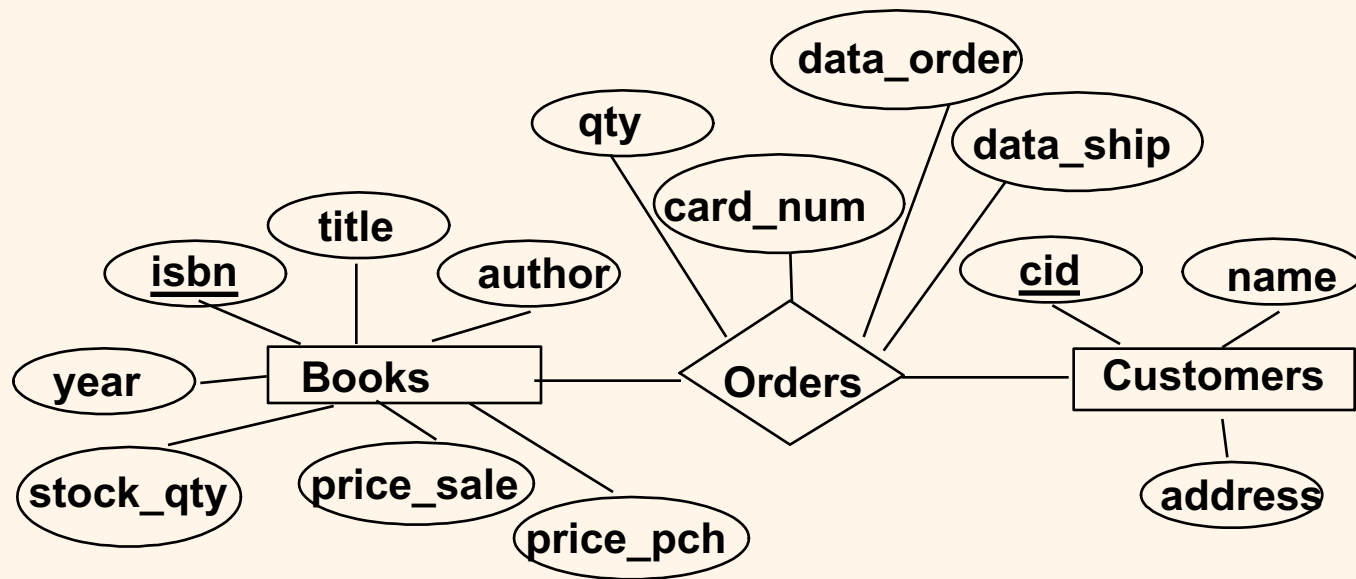 data_order
qty
data_ship
card_num
title
isbn
author
cid
name
year
Books
Orders
Customers
stock_qty
price_sale
address
price_pch